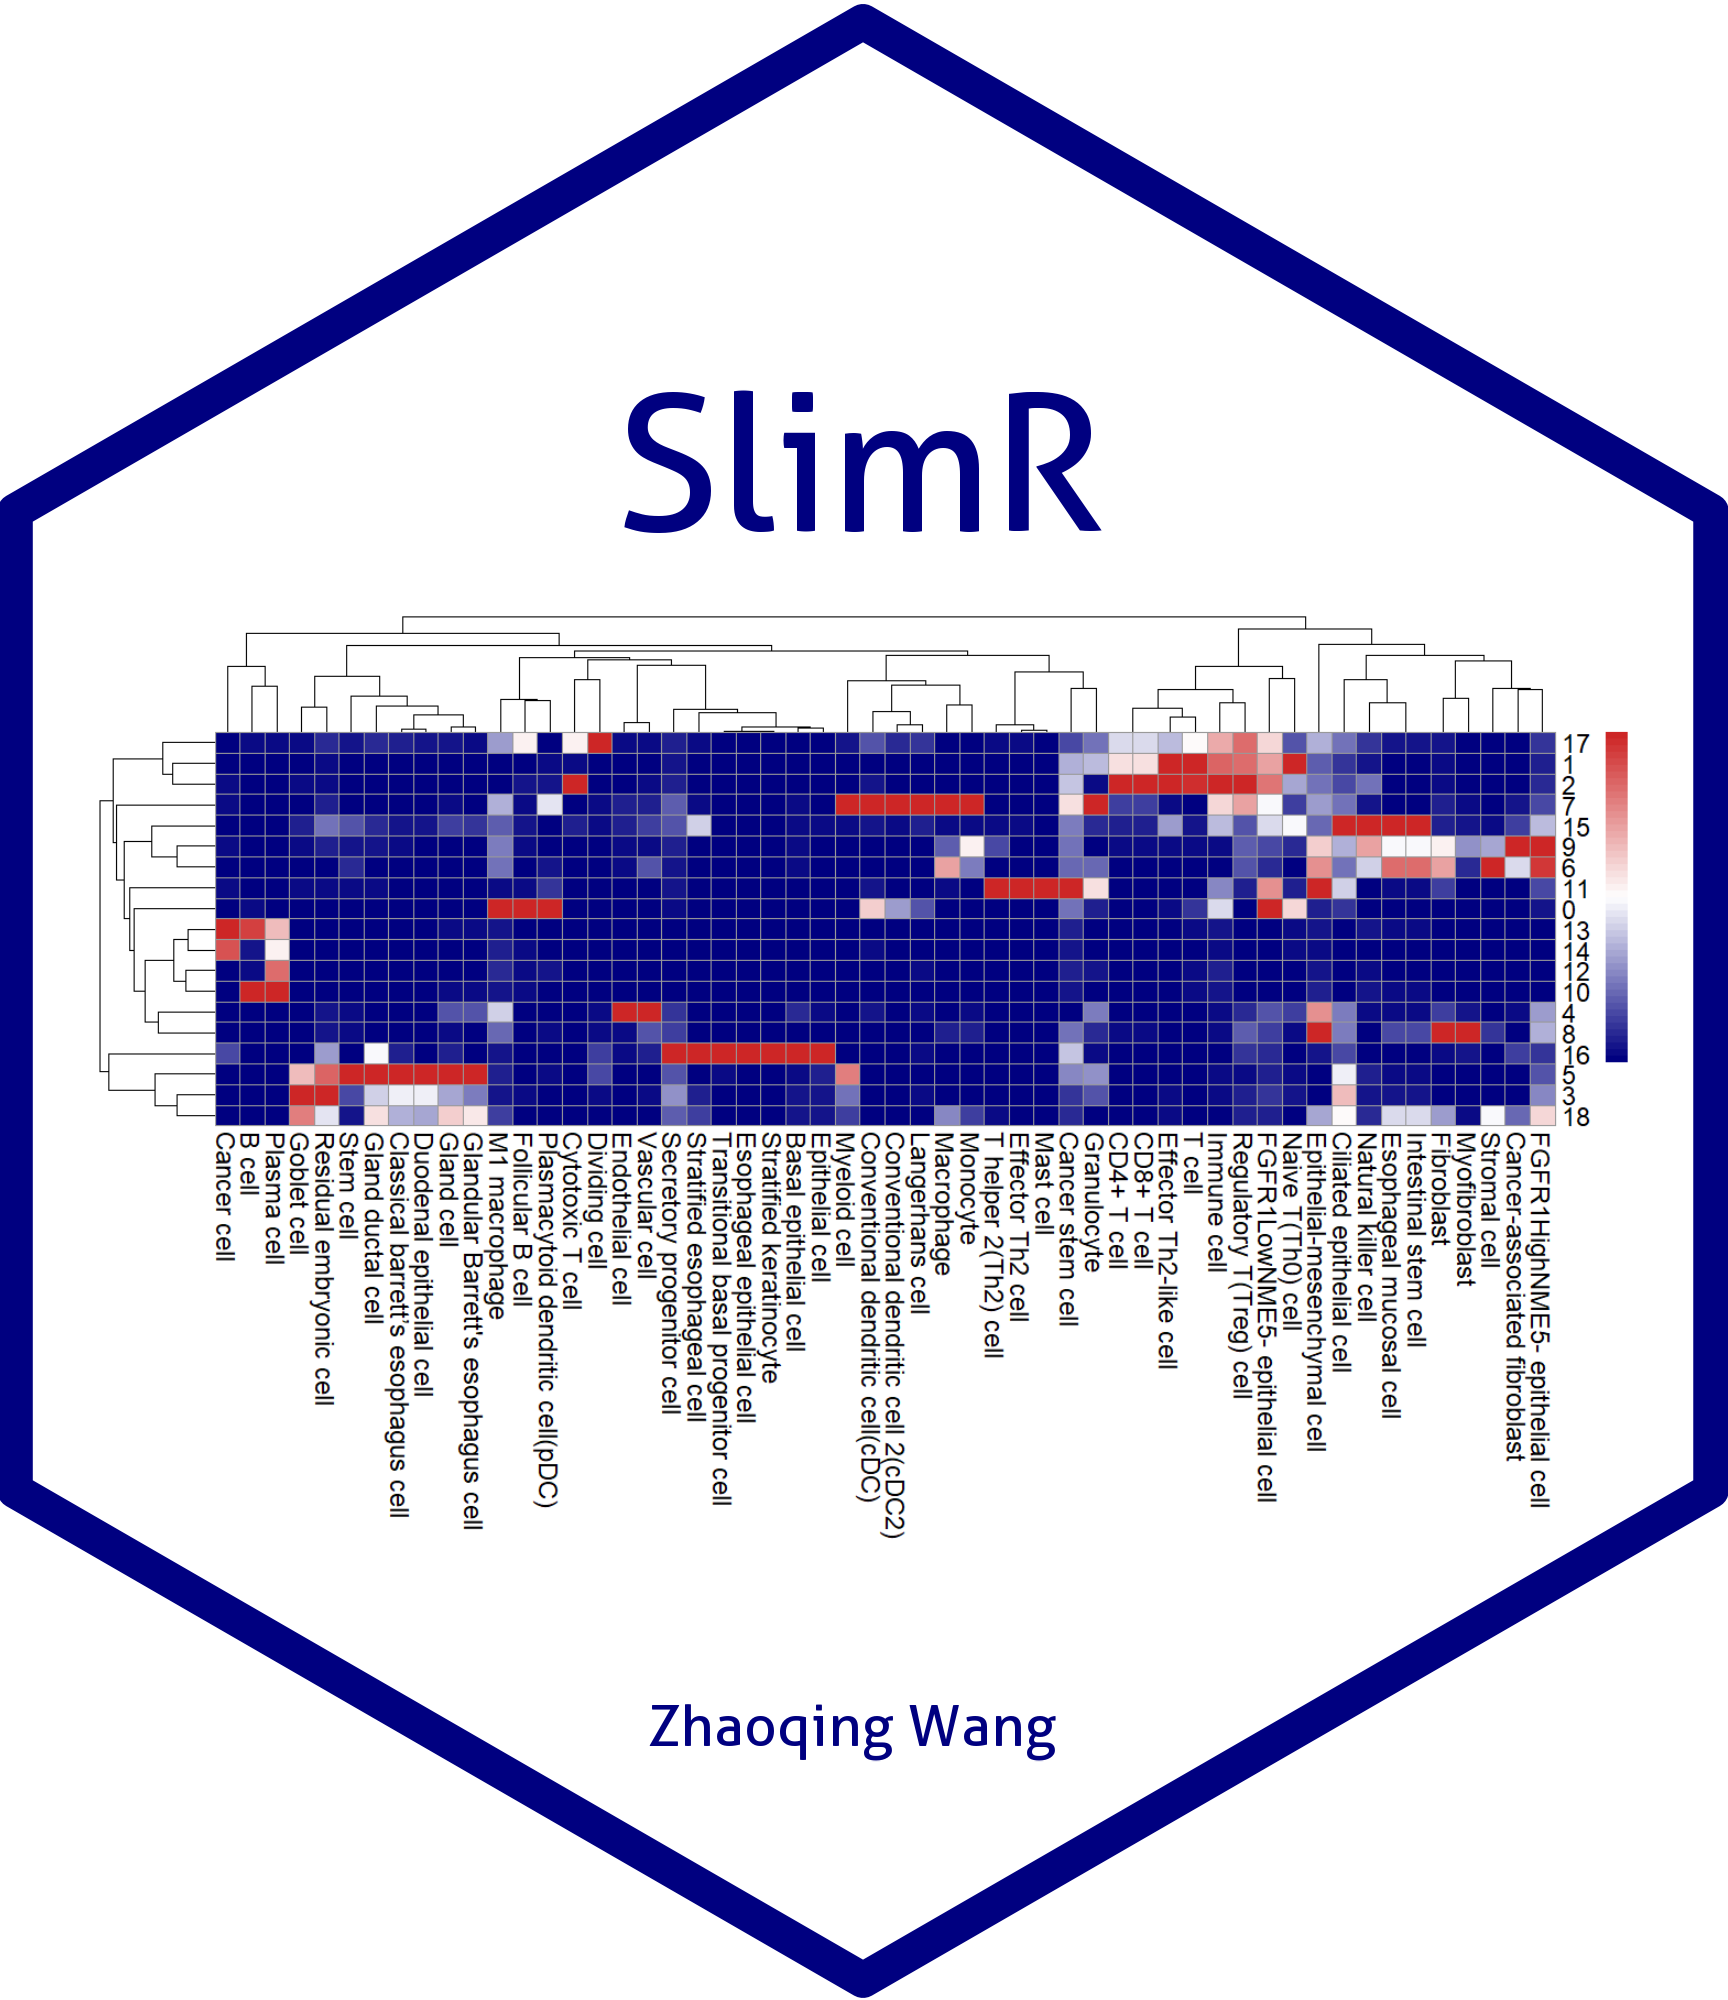 SlimR
17
1
2
7
15
9
6
11
0
13
14
12
10
4
8
16
5
3
18
Cancer cell
B cell
Plasma cell
Goblet cell
Residual embryonic cell
Stem cell
Gland ductal cell
Classical barrett’s esophagus cell
Duodenal epithelial cell
Gland cell
Glandular Barrett's esophagus cell
M1 macrophage
Follicular B cell
Plasmacytoid dendritic cell(pDC)
Cytotoxic T cell
Dividing cell
Endothelial cell
Vascular cell
Secretory progenitor cell
Stratified esophageal cell
Transitional basal progenitor cell
Esophageal epithelial cell
Stratified keratinocyte
Basal epithelial cell
Epithelial cell
Myeloid cell
Conventional dendritic cell(cDC)
Conventional dendritic cell 2(cDC2)
Langerhans cell
Macrophage
Monocyte
T helper 2(Th2) cell
Effector Th2 cell
Mast cell
Cancer stem cell
Granulocyte
CD4+ T cell
CD8+ T cell
Effector Th2-like cell
T cell
Immune cell
Regulatory T(Treg) cell
FGFR1LowNME5- epithelial cell
Naive T(Th0) cell
Epithelial-mesenchymal cell
Ciliated epithelial cell
Natural killer cell
Esophageal mucosal cell
Intestinal stem cell
Fibroblast
Myofibroblast
Stromal cell
Cancer-associated fibroblast
FGFR1HighNME5- epithelial cell
Zhaoqing Wang